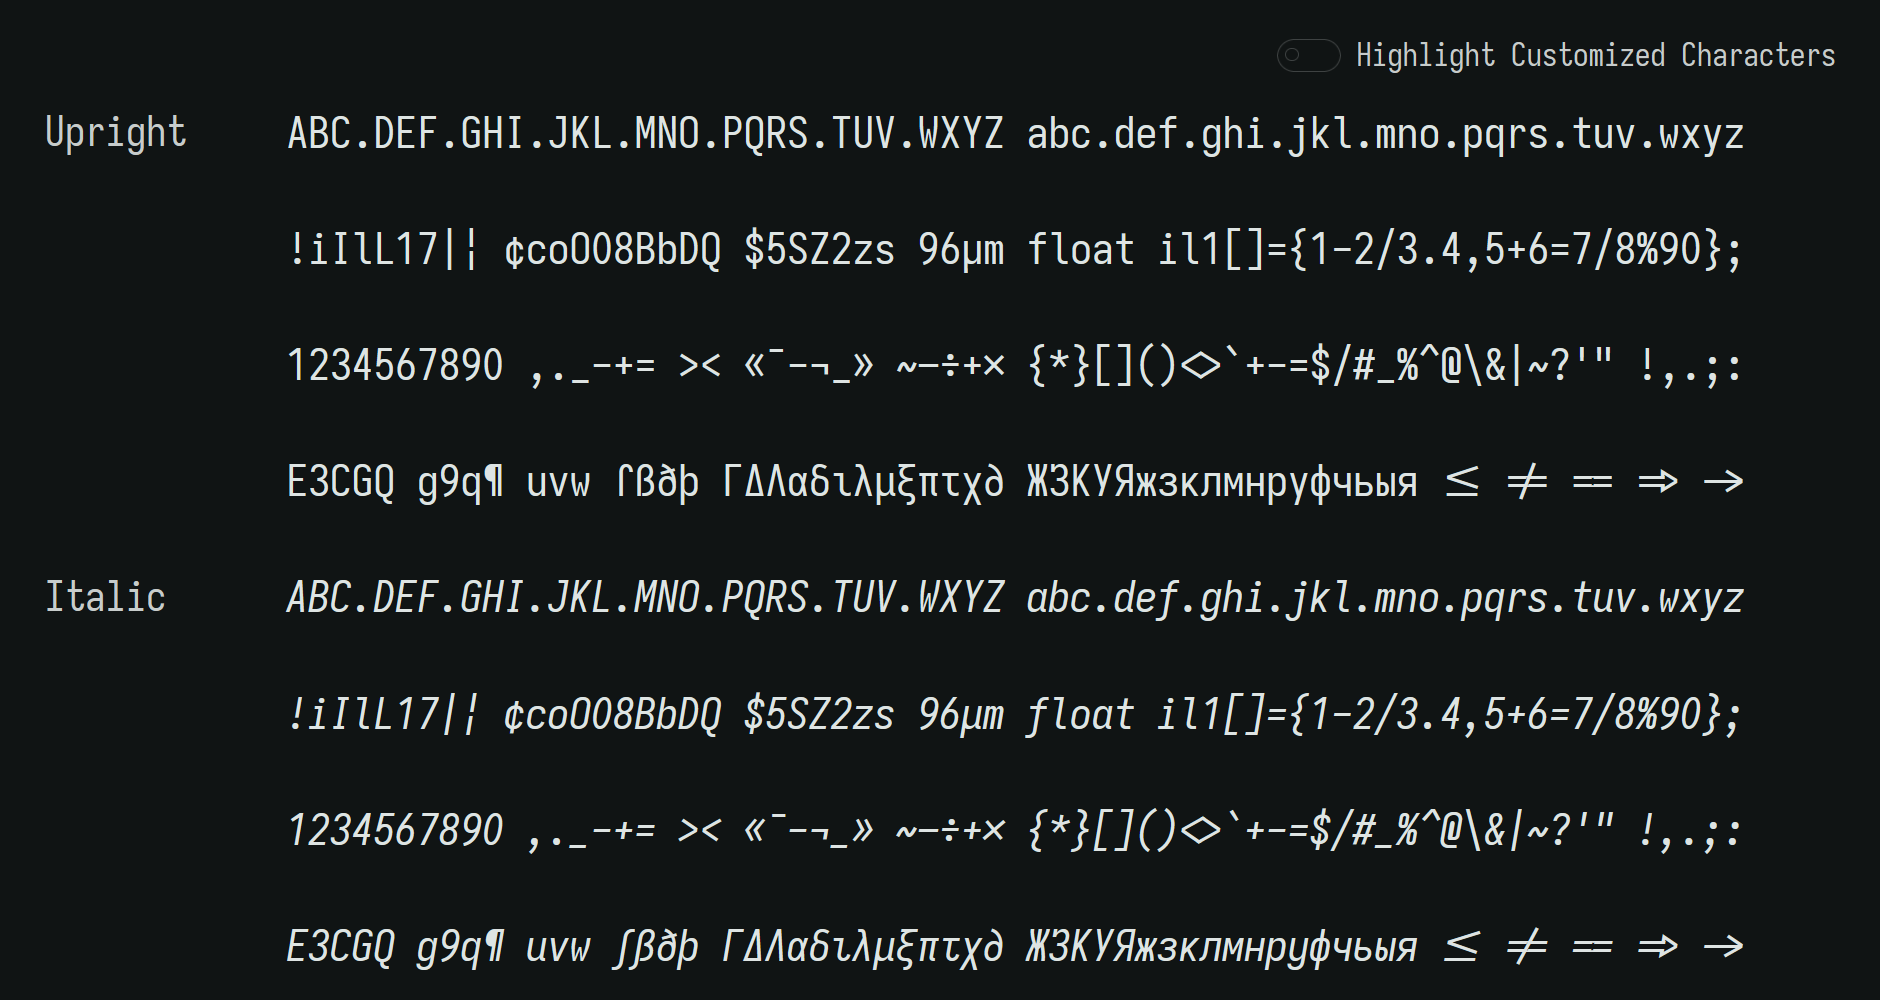 Highlight Customized Characters
Upright ABC.DEF.GHI.JKL.MNO.PQRS.TUV.WXYZ abc.def.ghi.jkl.mno.pqrs.tuv.wxyz
!iIlL17|¦ ¢coO08BbDQ $5SZ2zs 96µm float il1[]={1-2/3.4,5+6=7/8%90};
1234567890 ,._-+= >< «¯-¬_» ~–÷+× {*}[]()<>`+-=$/#_%^@\&|~?'" !,.;:
E3CGQ g9q¶ uvw ſßðþ ΓΔΛαδιλμξπτχ∂ ЖЗКУЯжзклмнруфчьыя ≤ ≠ == ⇒ →
Italic ABC.DEF.GHI.JKL.MNO.PQRS.TUV.WXYZ abc.def.ghi.jkl.mno.pqrs.tuv.wxyz
!iIlL17|¦ ¢coO08BbDQ $5SZ2zs 96µm float il1[]={1-2/3.4,5+6=7/8%90};
1234567890 ,._-+= >< «¯-¬_» ~–÷+× {*}[]()<>`+-=$/#_%^@\&|~?'" !,.;:
E3CGQ g9q¶ uvw ſßðþ ΓΔΛαδιλμξπτχ∂ ЖЗКУЯжзклмнруфчьыя ≤ ≠ == ⇒ →